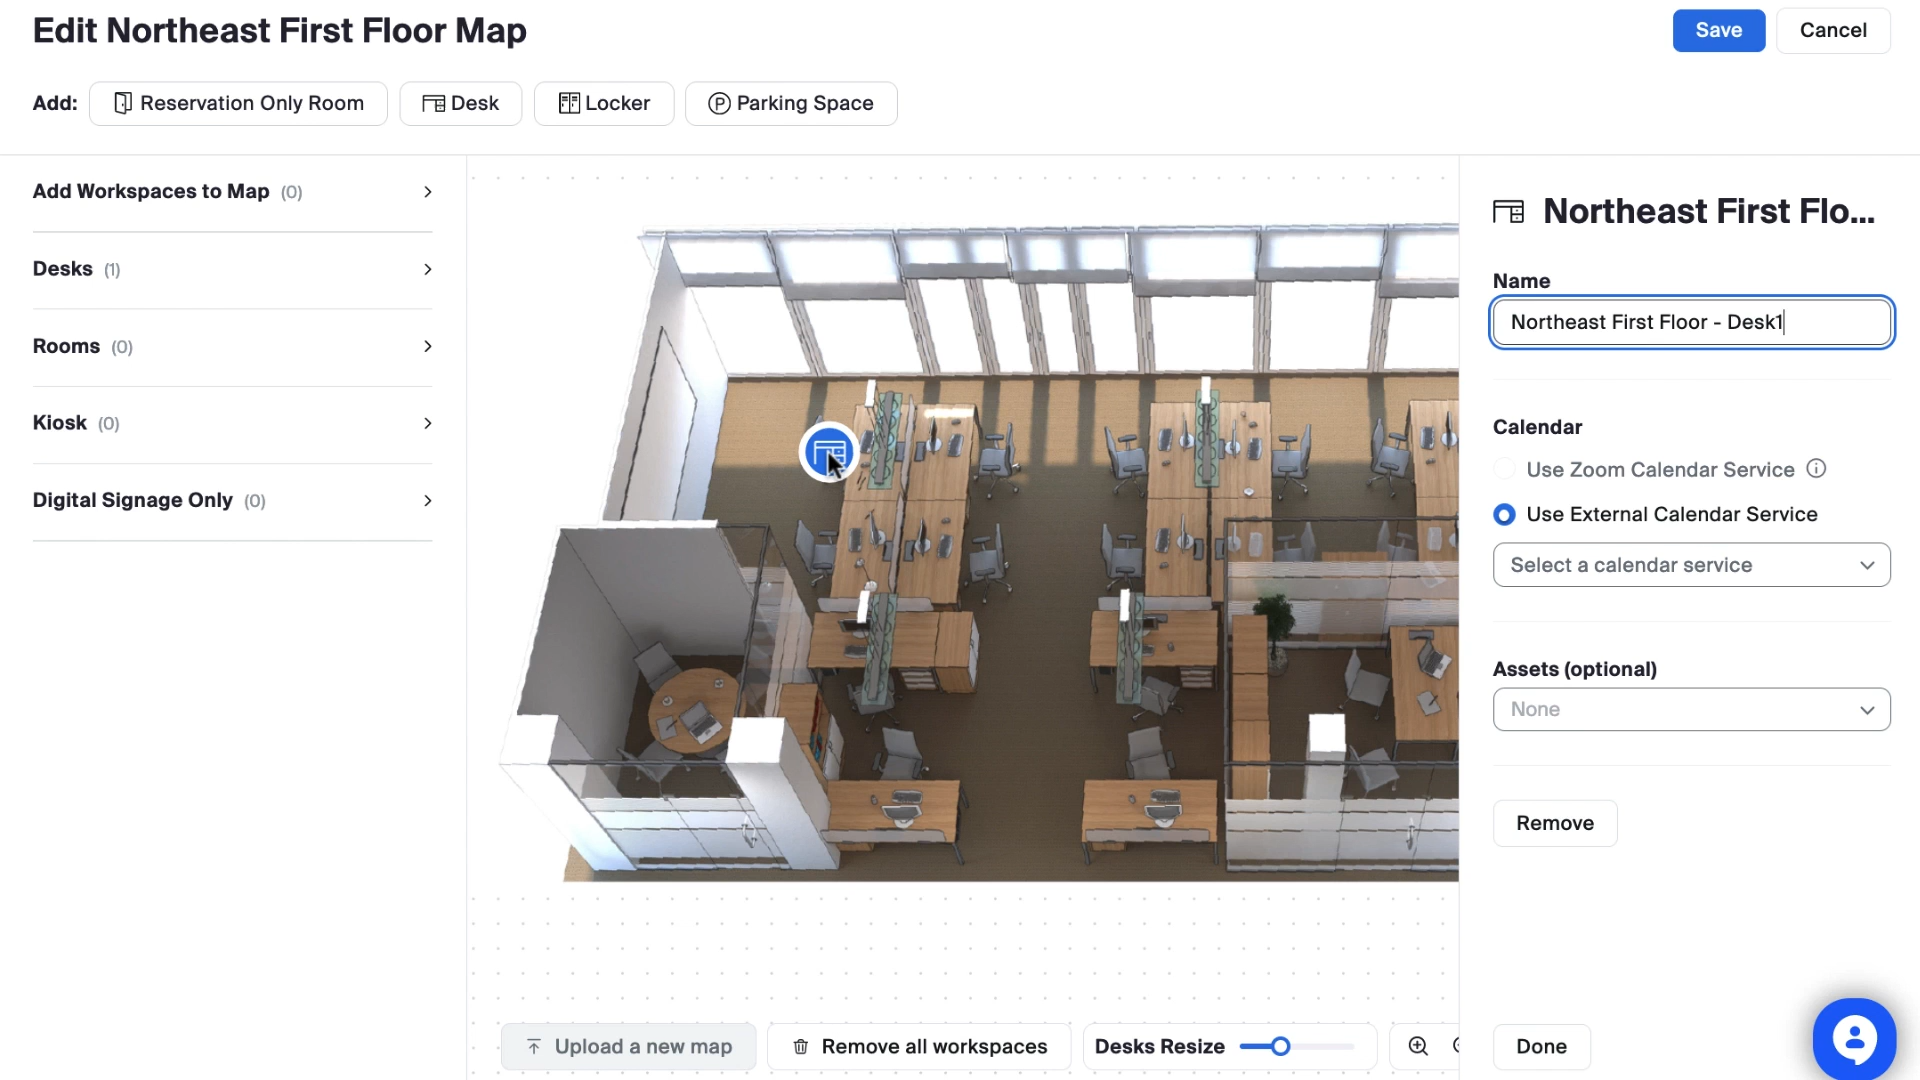 Edit Northeast First Floor Map
Save
Cancel
Add:
Reservation Only Room
Desk
Locker
Parking Space
Add Workspaces to Map (0)
Desks (1)
Rooms (0)
Kiosk (0)
Digital Signage Only (0)
Northeast First Flo...
Name
Northeast First Floor - Desk1
Calendar
Use Zoom Calendar Service
Use External Calendar Service
Select a calendar service
Assets (optional)
None
Remove
Upload a new map
Remove all workspaces
Desks Resize
Done